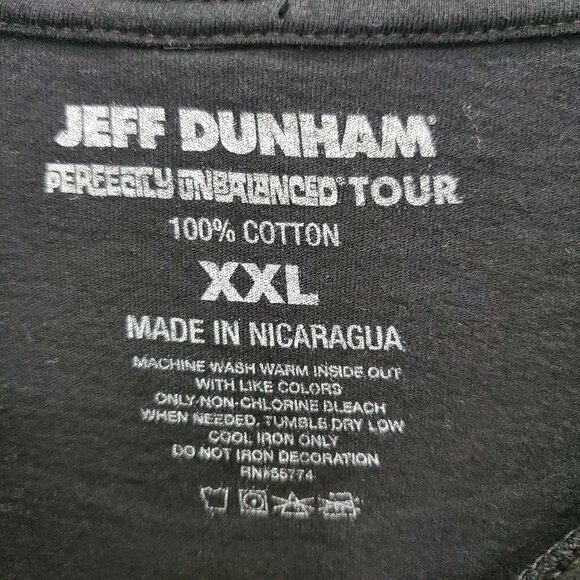 JEFF DUNHAM®
PERFECTLY UNBALANCED® TOUR
100% COTTON
XXL
MADE IN NICARAGUA
MACHINE WASH WARM INSIDE OUT
WITH LIKE COLORS
ONLY NON-CHLORINE BLEACH
WHEN NEEDED, TUMBLE DRY LOW
COOL IRON ONLY
DO NOT IRON DECORATION
RN#55774